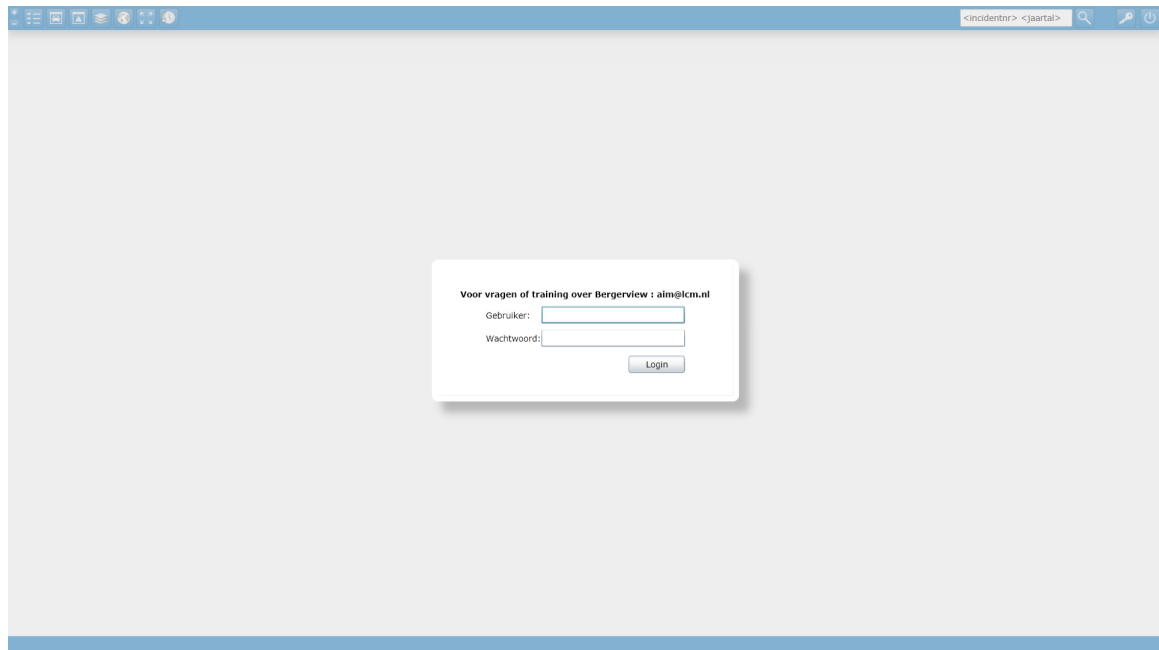 <incidentnr> <jaartal>
Voor vragen of training over Bergerview : aim@lcm.nl
Gebruiker:
Wachtwoord:
Login